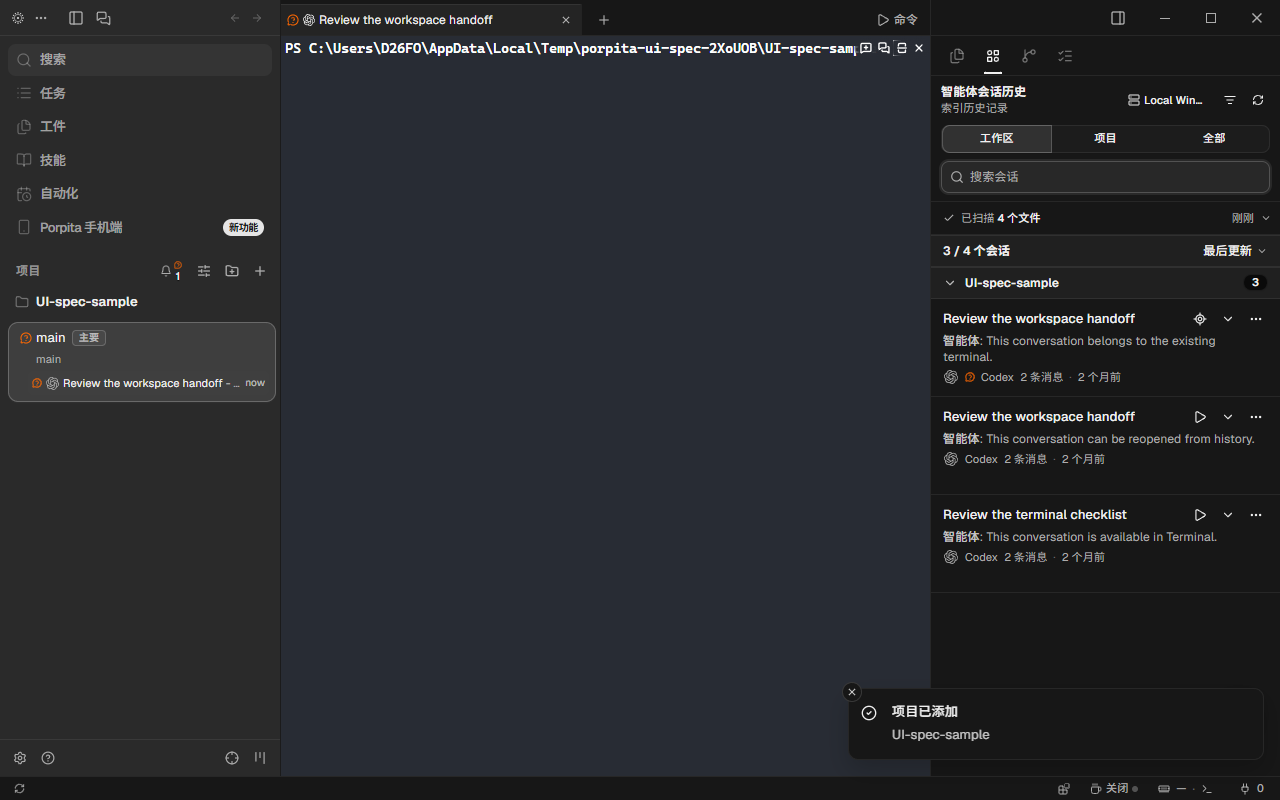 搜索
任务
工件
技能
自动化
Porpita 手机端
新功能
项目
1
UI-spec-sample
main 主要
main
Review the workspace handoff - ... now
Review the workspace handoff
命令
PS C:\Users\D26FO\AppData\Local\Temp\porpita-ui-spec-2XoUOB\UI-spec-sam
智能体会话历史
索引历史记录
Local Win...
工作区 项目 全部
搜索会话
已扫描 4 个文件 刚刚
3 / 4 个会话 最后更新
UI-spec-sample 3
Review the workspace handoff
智能体: This conversation belongs to the existing
terminal.
Codex 2 条消息 · 2 个月前
Review the workspace handoff
智能体: This conversation can be reopened from history.
Codex 2 条消息 · 2 个月前
Review the terminal checklist
智能体: This conversation is available in Terminal.
Codex 2 条消息 · 2 个月前
项目已添加
UI-spec-sample
关闭
0